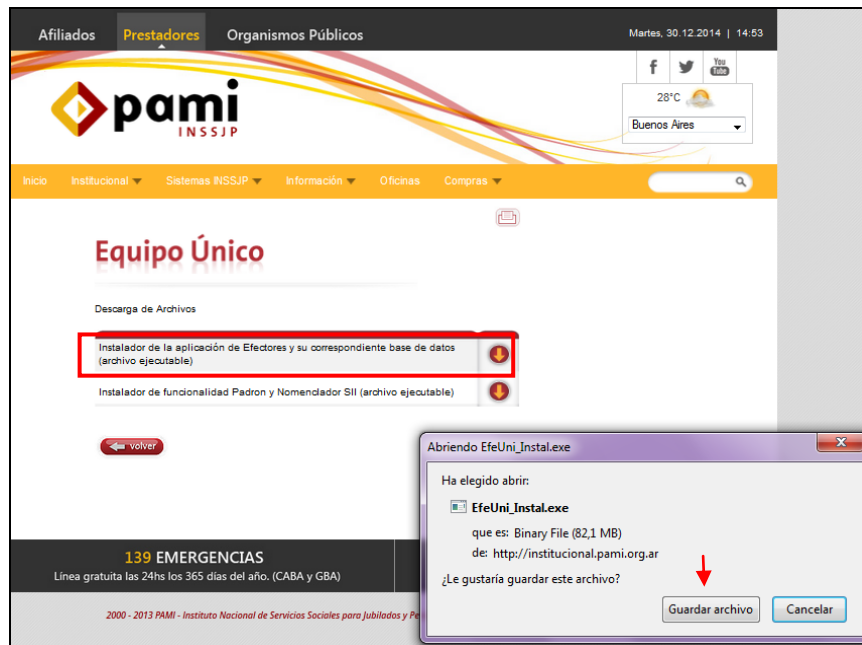 Afiliados Prestadores Organismos Públicos
Martes, 30.12.2014 | 14:53
f You Tube
pami
INSSJP
28°C
Buenos Aires
Inicio Institucional Sistemas INSSJP Información Oficinas Compras
Equipo Único
Descarga de Archivos
Instalador de la aplicación de Efectores y su correspondiente base de datos
(archivo ejecutable)
Instalador de funcionalidad Padron y Nomenclador SII (archivo ejecutable)
volver
Abriendo EfeUni_Instal.exe
Ha elegido abrir:
EfeUni_Instal.exe
que es: Binary File (82,1 MB)
de: http://institucional.pami.org.ar
¿Le gustaría guardar este archivo?
Guardar archivo Cancelar
139 EMERGENCIAS
Línea gratuita las 24hs los 365 días del año. (CABA y GBA)
2000 - 2013 PAMI - Instituto Nacional de Servicios Sociales para Jubilados y Pe